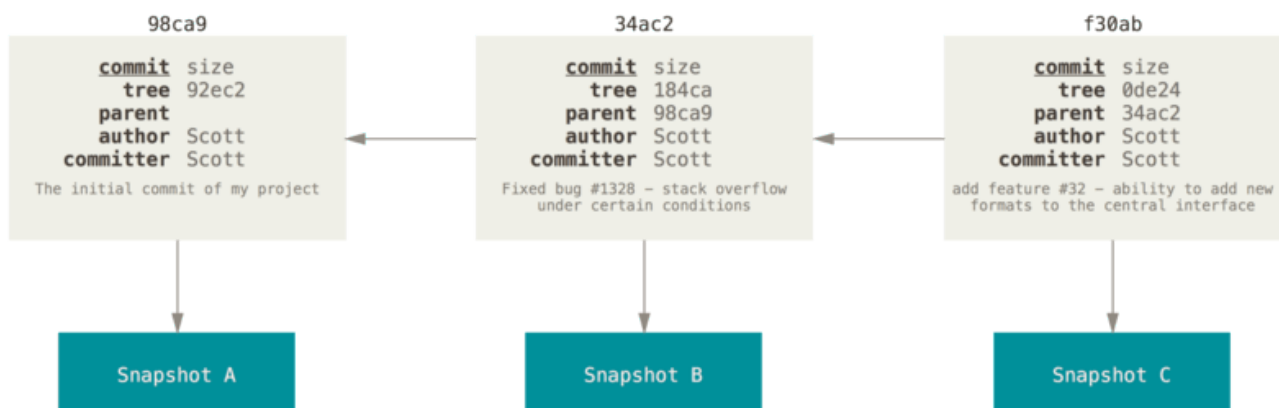 98ca9
commit size
tree 92ec2
parent
author Scott
committer Scott
The initial commit of my project
Snapshot A
34ac2
commit size
tree 184ca
parent 98ca9
author Scott
committer Scott
Fixed bug #1328 – stack overflow
under certain conditions
Snapshot B
f30ab
commit size
tree 0de24
parent 34ac2
author Scott
committer Scott
add feature #32 – ability to add new
formats to the central interface
Snapshot C